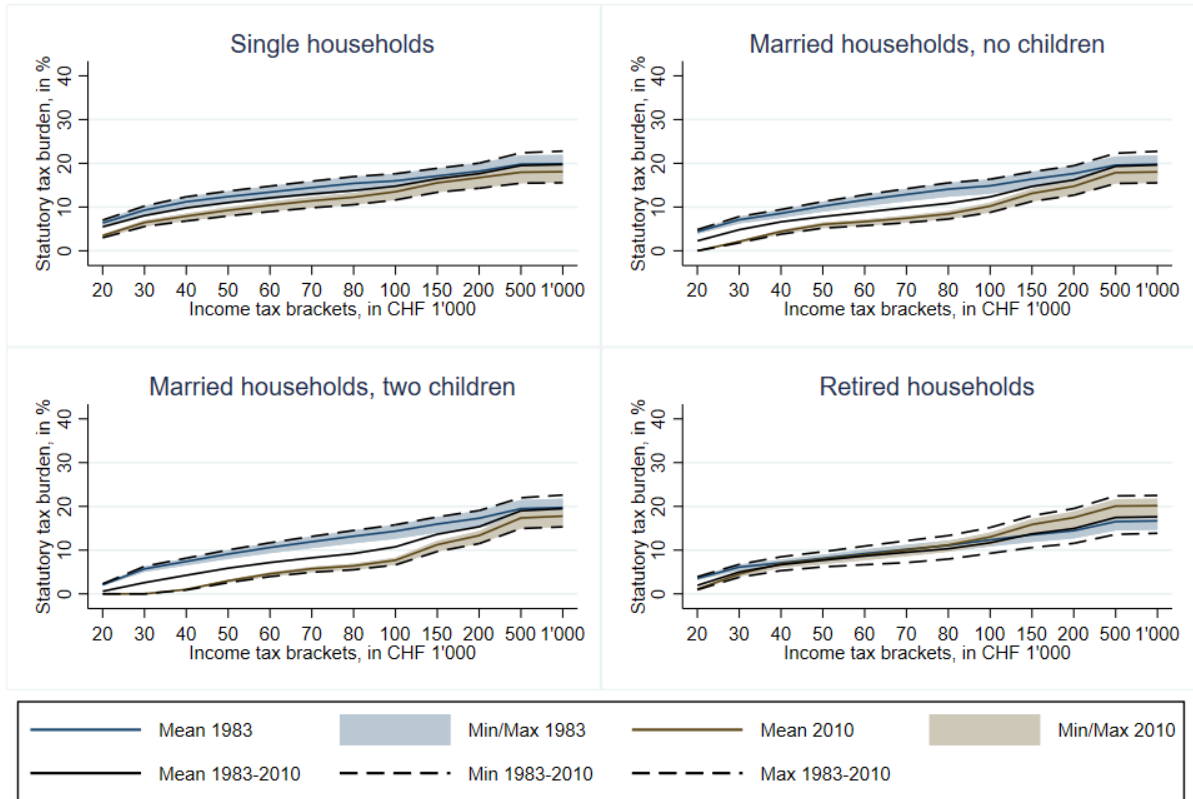 Single households
Statutory tax burden, in %
40
30
20
10
0
20 30 40 50 60 70 80 100 150 200 500 1'000
Income tax brackets, in CHF 1'000
Married households, no children
Statutory tax burden, in %
40
30
20
10
0
20 30 40 50 60 70 80 100 150 200 500 1'000
Income tax brackets, in CHF 1'000
Married households, two children
Statutory tax burden, in %
40
30
20
10
0
20 30 40 50 60 70 80 100 150 200 500 1'000
Income tax brackets, in CHF 1'000
Retired households
Statutory tax burden, in %
40
30
20
10
0
20 30 40 50 60 70 80 100 150 200 500 1'000
Income tax brackets, in CHF 1'000
Mean 1983 Min/Max 1983 Mean 2010 Min/Max 2010
Mean 1983-2010 Min 1983-2010 Max 1983-2010